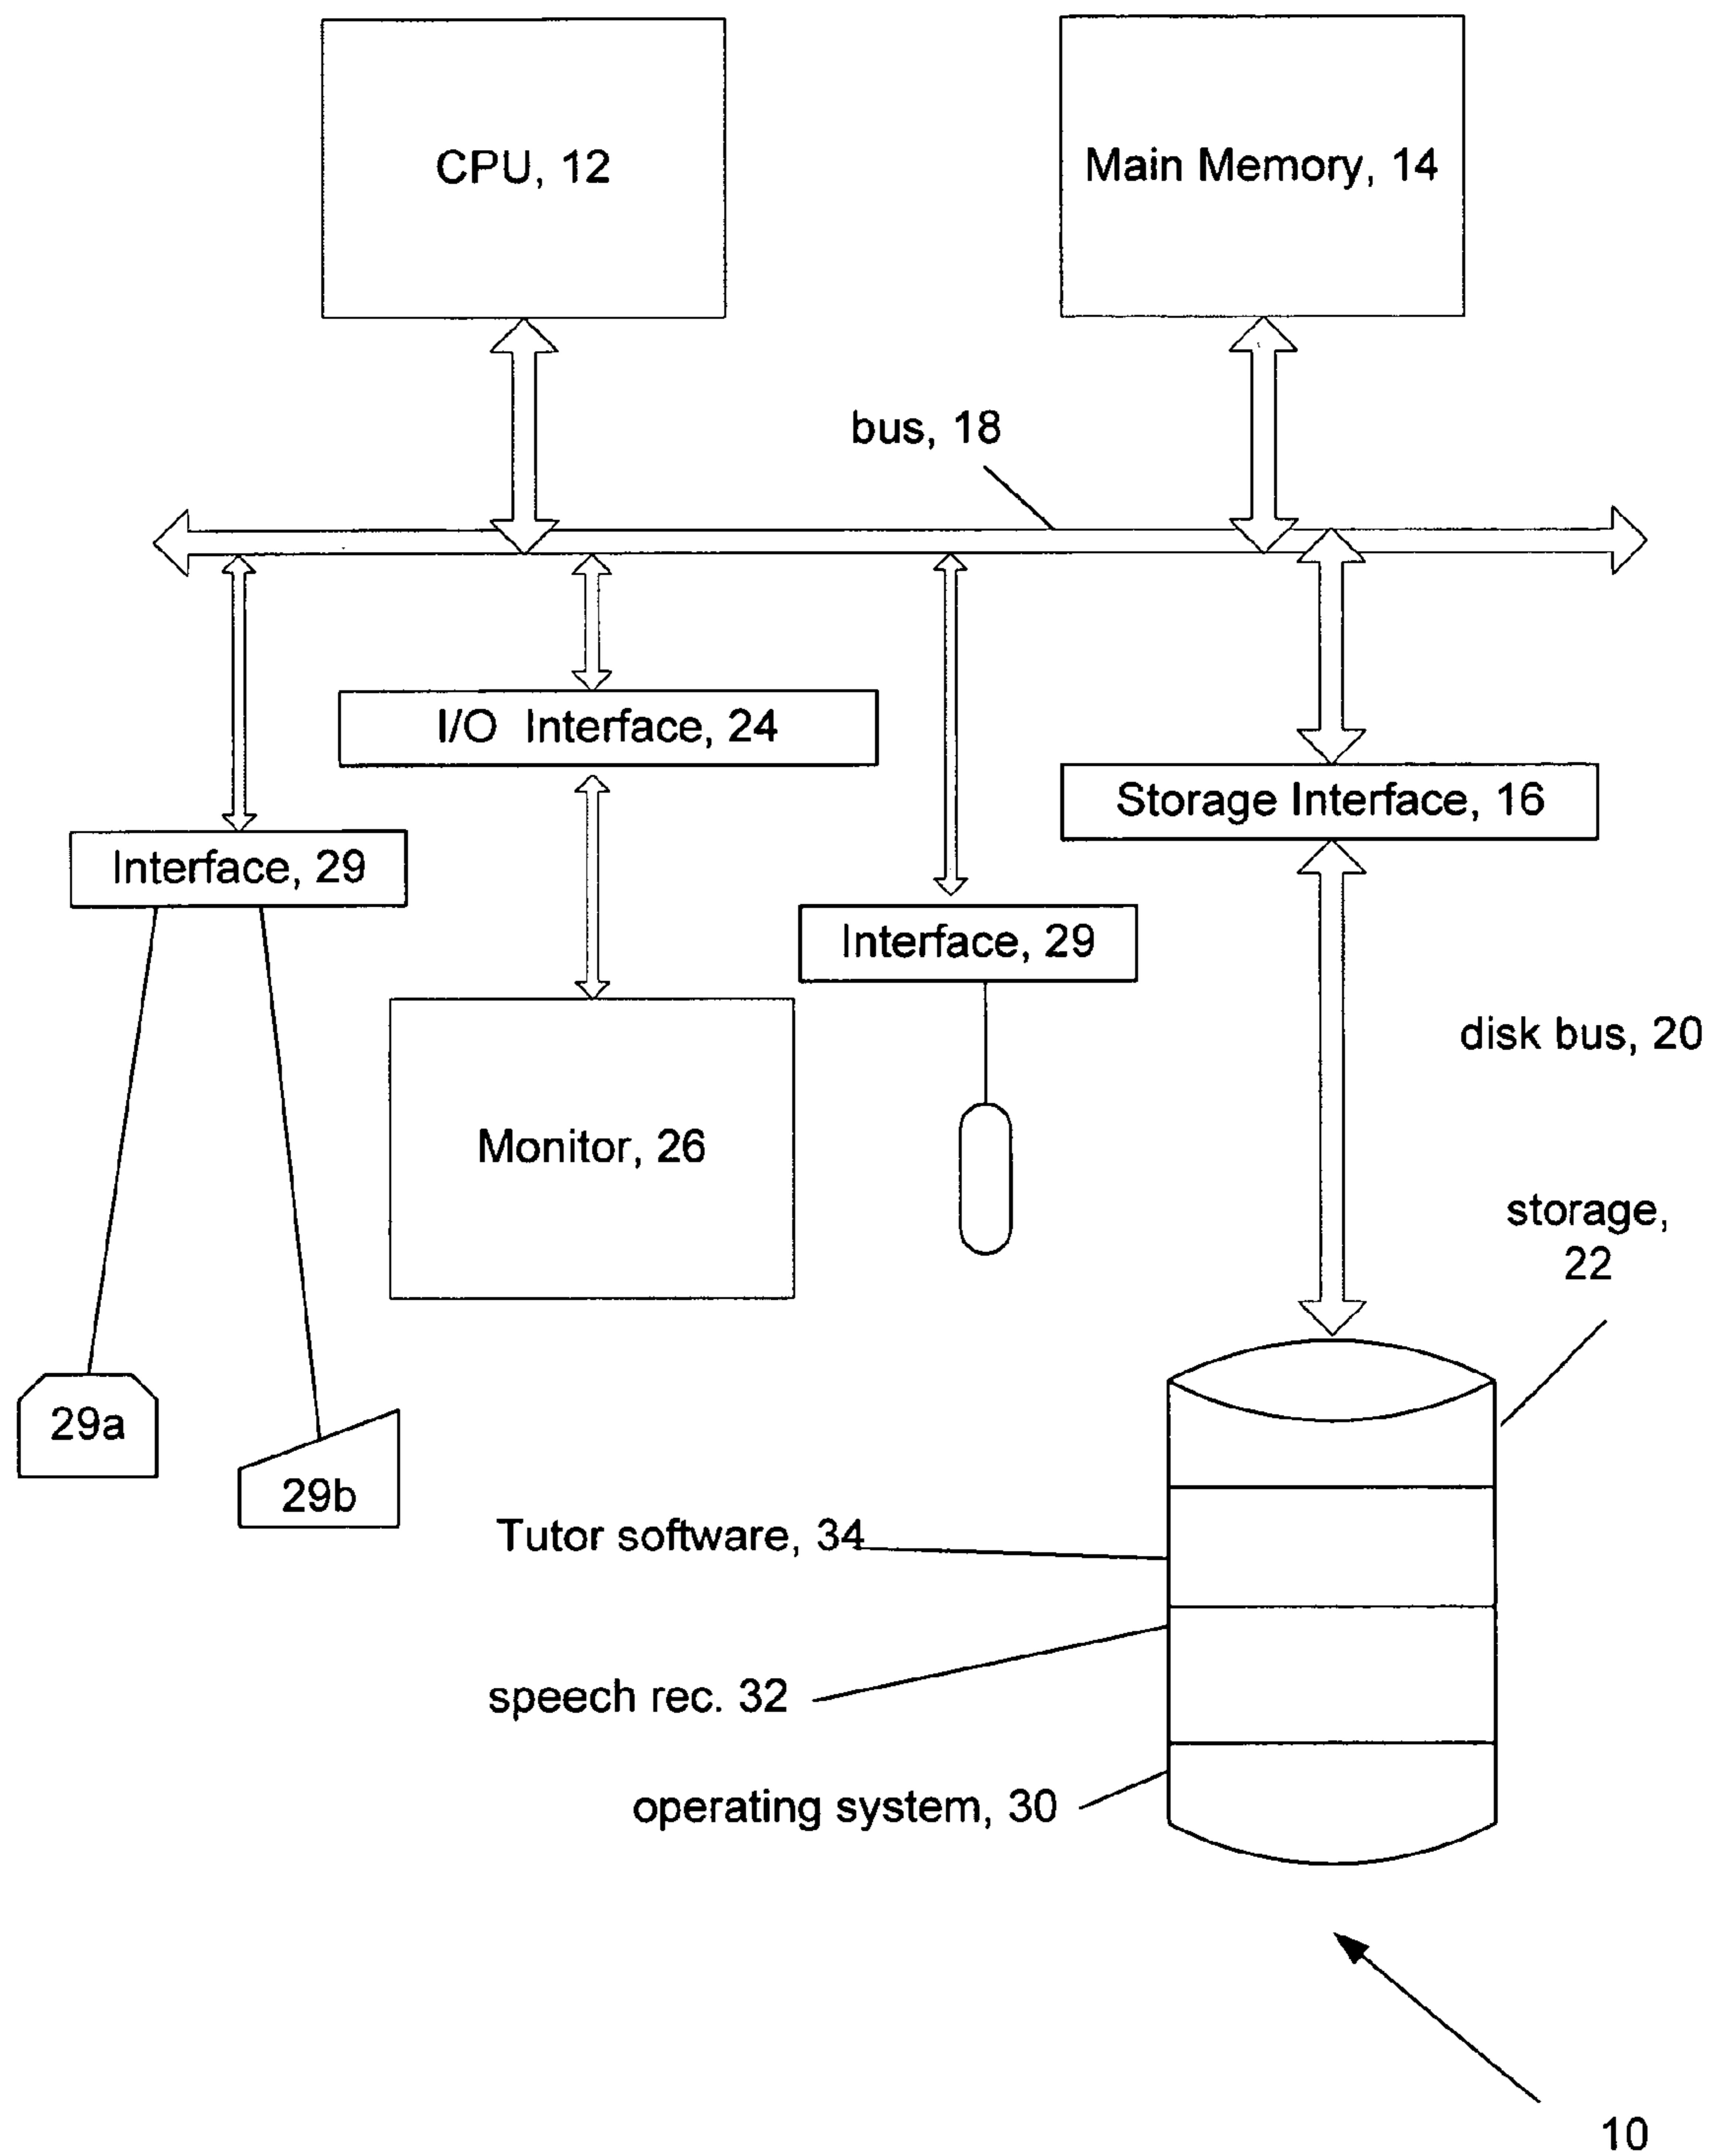 CPU, 12
Main Memory, 14
bus, 18
I/O Interface, 24
Storage Interface, 16
Interface, 29
Interface, 29
disk bus, 20
Monitor, 26
storage,
22
29a
29b
Tutor software, 34
speech rec. 32
operating system, 30
10